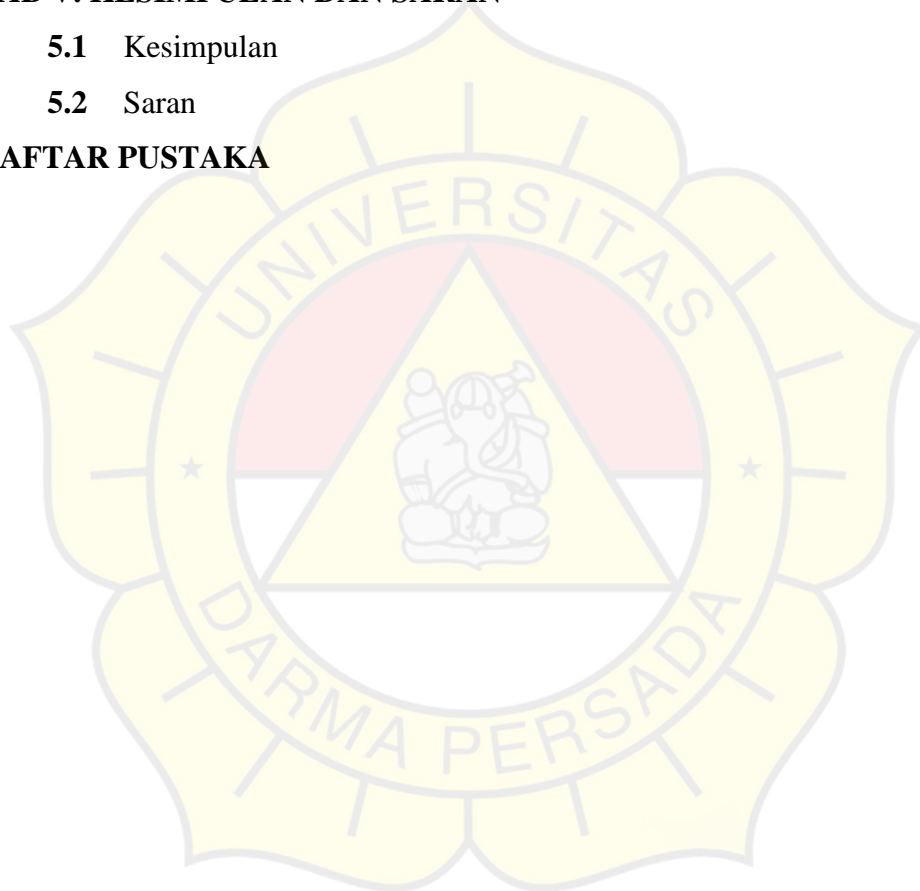 5.1 Kesimpulan
5.2 Saran
AFTAR PUSTAKA
UNIVERSITAS
DARMA PERSADA